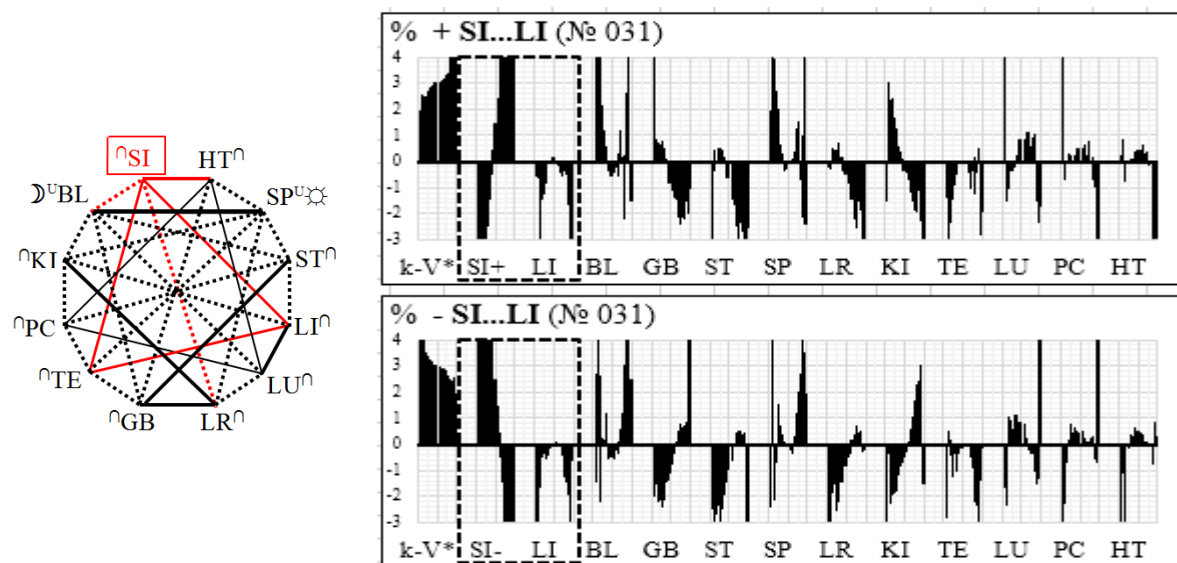 ∩SI
HT∩
☽ᑌBL
SPᑌ☼
∩KI
ST∩
∩PC
LI∩
∩TE
LU∩
∩GB
LR∩
% + SI...LI (№ 031)
4
3
2
1
0
-1
-2
-3
k-V* SI+ LI BL GB ST SP LR KI TE LU PC HT
% - SI...LI (№ 031)
4
3
2
1
0
-1
-2
-3
k-V* SI- LI BL GB ST SP LR KI TE LU PC HT